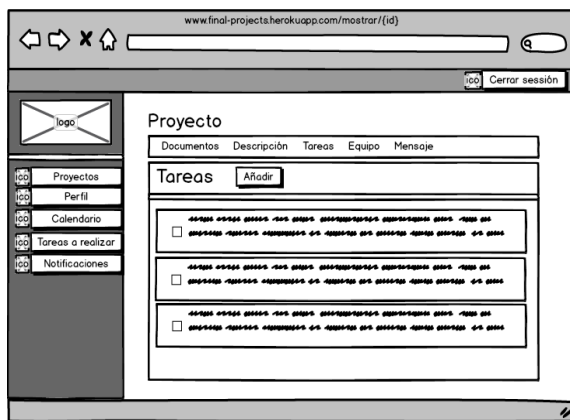 www.final-projects.herokuapp.com/mostrar/{id}
ico Cerrar sessión
logo
Proyecto
Documentos Descripción Tareas Equipo Mensaje
Tareas Añadir
ico Proyectos
ico Perfil
ico Calendario
ico Tareas a realizar
ico Notificaciones